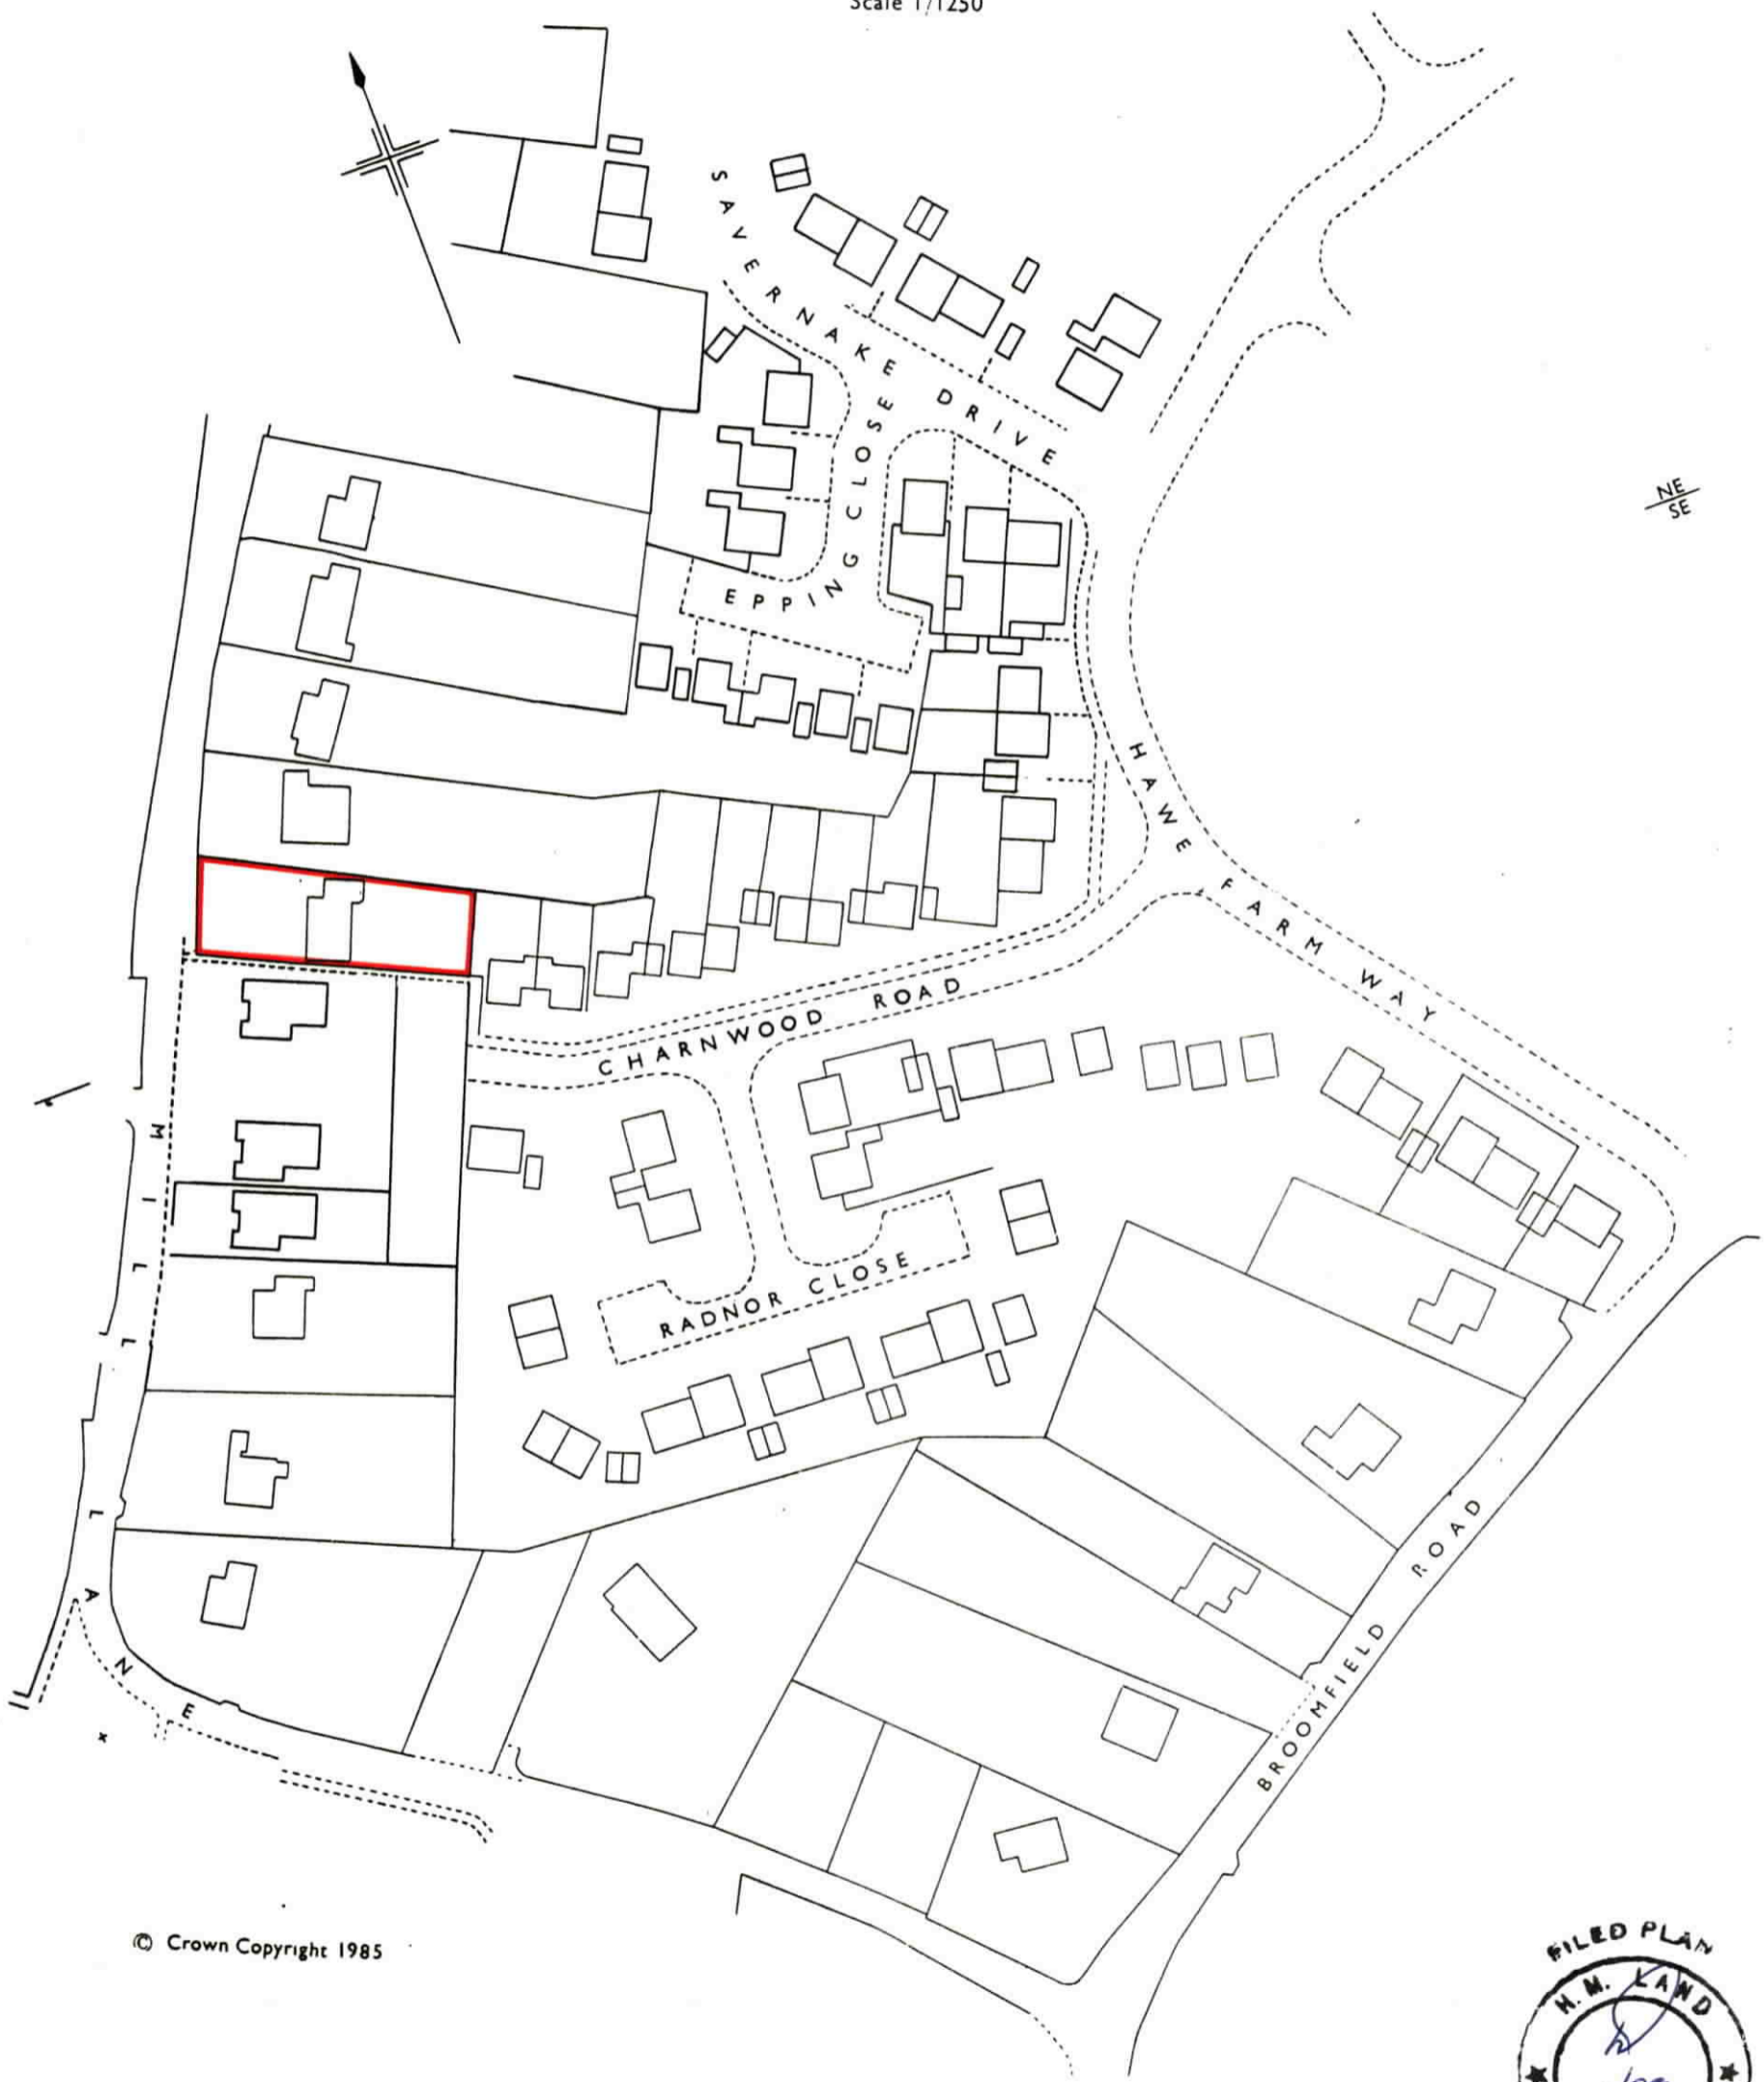 Scale 1/1250
SAVERNAKE DRIVE
EPPING CLOSE
NE
SE
HAWE FARM WAY
CHARNWOOD ROAD
RADNOR CLOSE
MILL LANE
BROOMFIELD ROAD
© Crown Copyright 1985
FILED PLAN
H.M. LAND